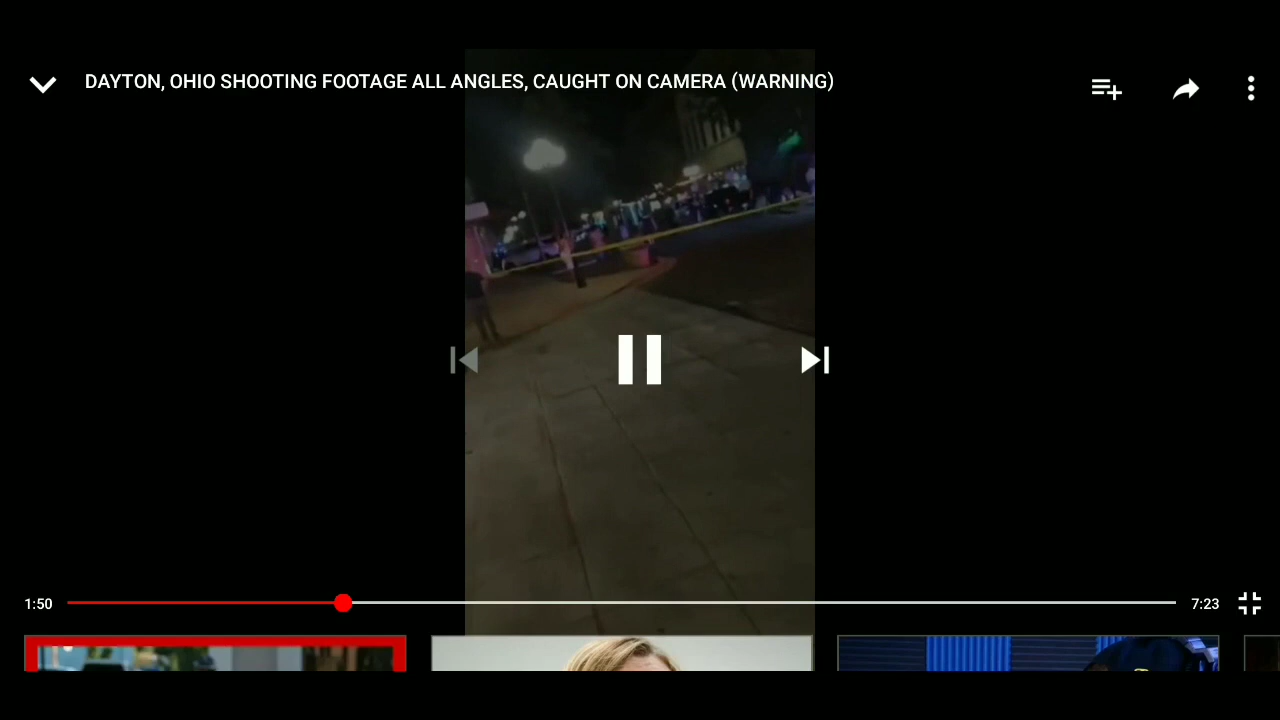 DAYTON, OHIO SHOOTING FOOTAGE ALL ANGLES, CAUGHT ON CAMERA (WARNING)
1:50
7:23